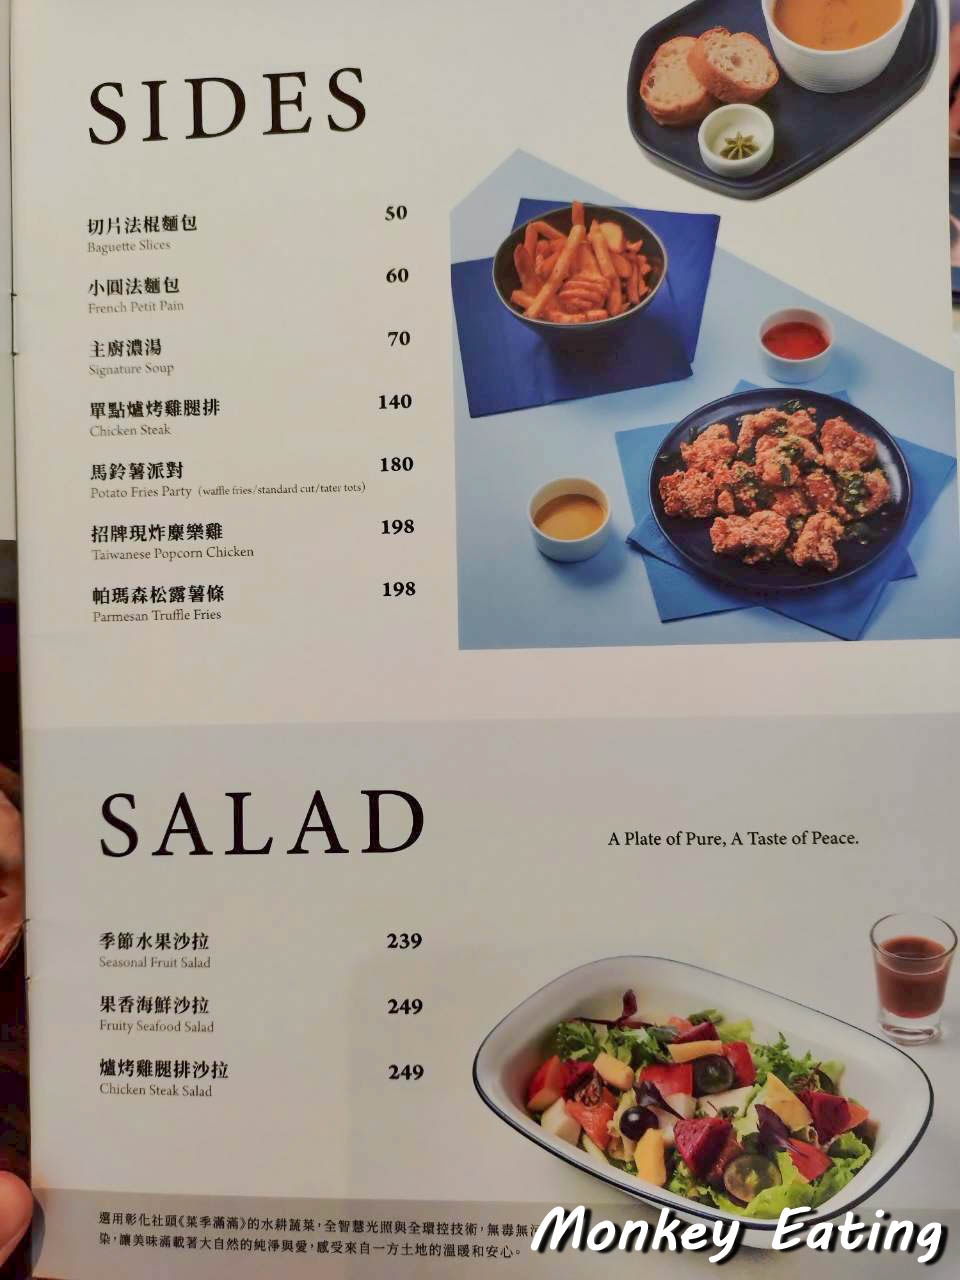 SIDES
切片法棍麵包 50
Baguette Slices
小圓法麵包 60
French Petit Pain
主廚濃湯 70
Signature Soup
單點爐烤雞腿排 140
Chicken Steak
馬鈴薯派對 180
Potato Fries Party (waffle fries/standard cut/tater tots)
招牌現炸麋樂雞 198
Taiwanese Popcorn Chicken
帕瑪森松露薯條 198
Parmesan Truffle Fries
SALAD
A Plate of Pure, A Taste of Peace.
季節水果沙拉 239
Seasonal Fruit Salad
果香海鮮沙拉 249
Fruity Seafood Salad
爐烤雞腿排沙拉 249
Chicken Steak Salad
選用彰化社頭《菜季滿滿》的水耕蔬菜，全智慧光照與全環控技術，無毒無
染，讓美味滿載著大自然的純淨與愛，感受來自一方土地的溫暖和安心。
Monkey Eating